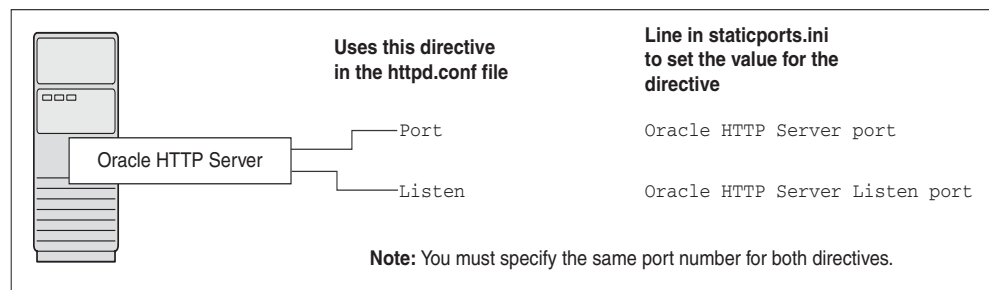 Uses this directive
in the httpd.conf file
Line in staticports.ini
to set the value for the
directive
Oracle HTTP Server
Port
Oracle HTTP Server port
Listen
Oracle HTTP Server Listen port
Note: You must specify the same port number for both directives.